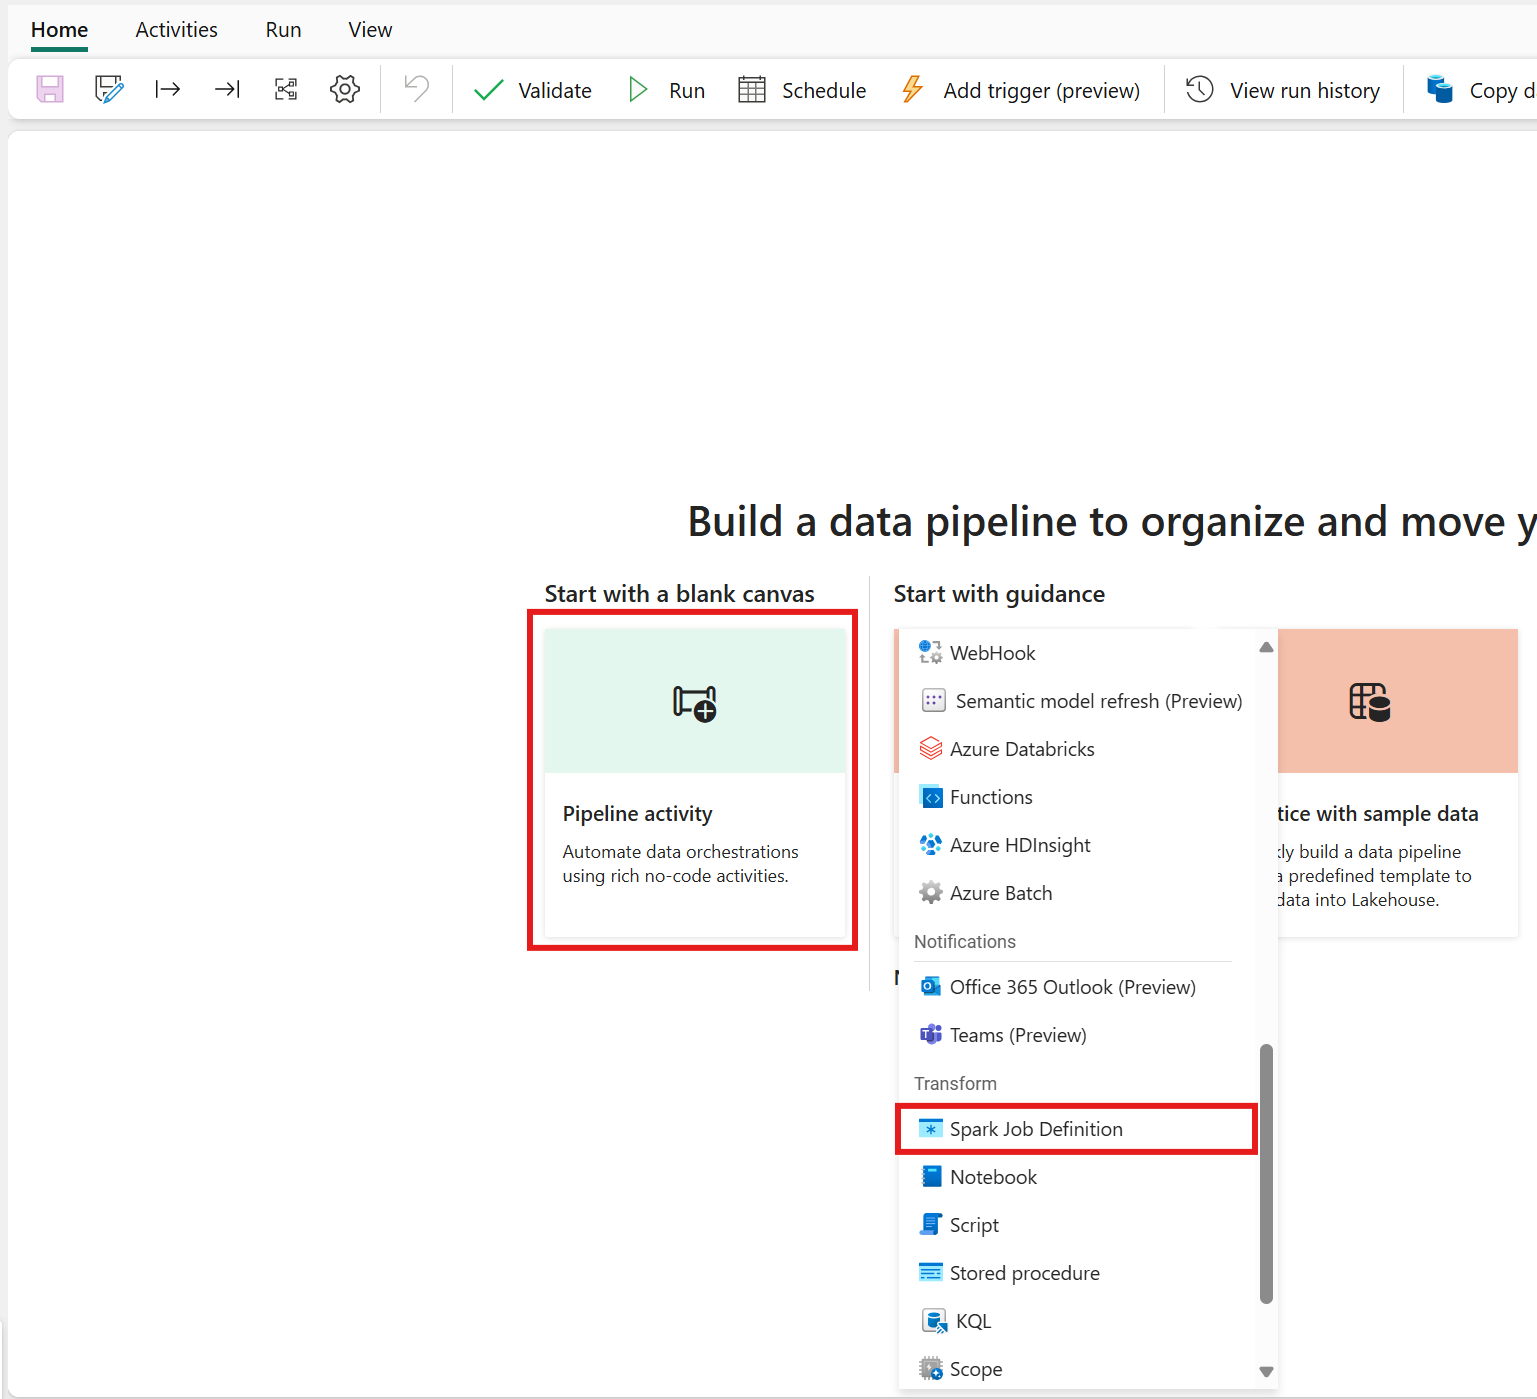 Home Activities Run View
Validate Run Schedule Add trigger (preview) View run history Copy d
Build a data pipeline to organize and move y
Start with a blank canvas
Start with guidance
Pipeline activity
Automate data orchestrations
using rich no-code activities.
WebHook
Semantic model refresh (Preview)
Azure Databricks
Functions
Azure HDInsight
Azure Batch
Notifications
Office 365 Outlook (Preview)
Teams (Preview)
Transform
Spark Job Definition
Notebook
Script
Stored procedure
KQL
Scope
tice with sample data
kly build a data pipeline
a predefined template to
data into Lakehouse.